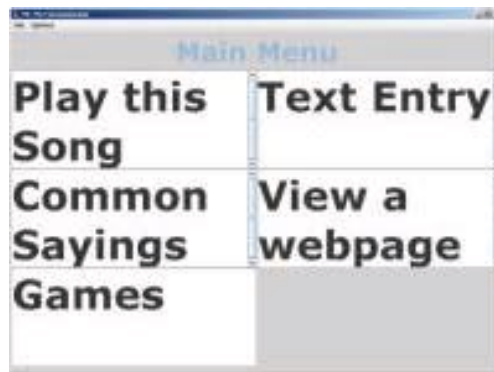 Main Menu
Play this
Song
Text Entry
Common
Sayings
View a
webpage
Games